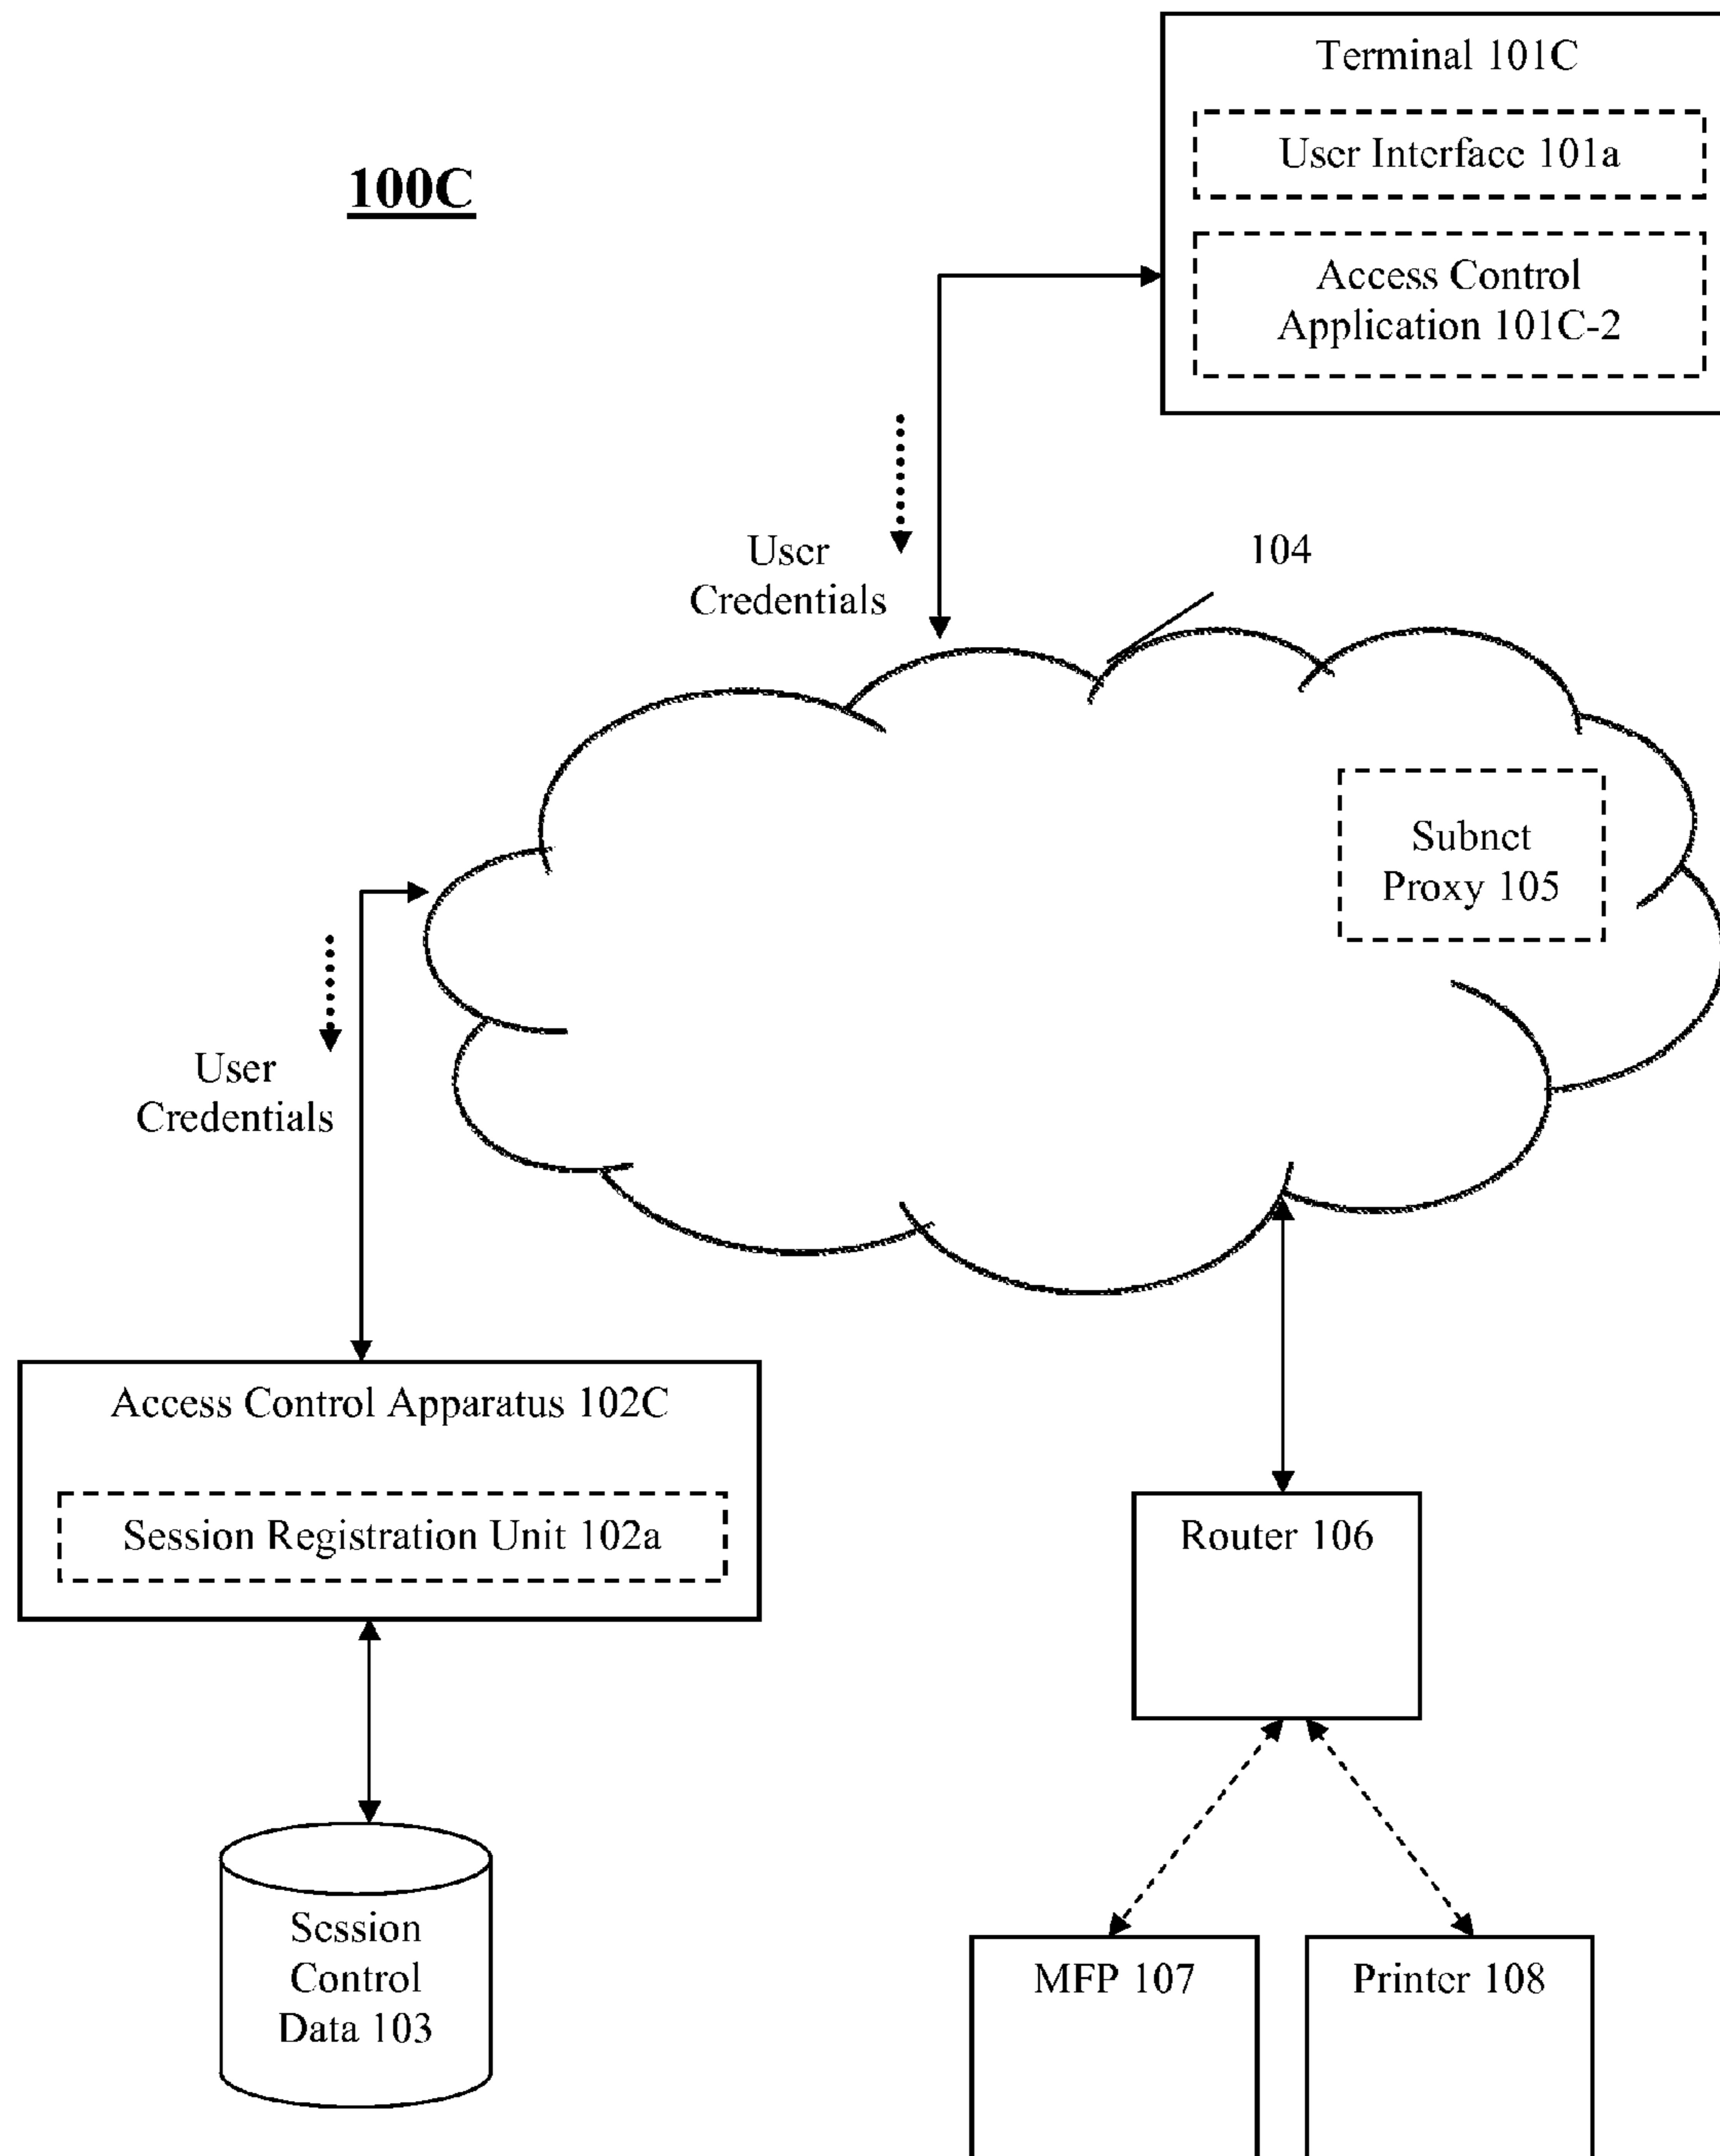 Terminal 101C
User Interface 101a
100C
Access Control
Application 101C-2
User
Credentials
104
Subnet
Proxy 105
User
Credentials
Access Control Apparatus 102C
Session Registration Unit 102a
Router 106
Session
Control
Data 103
MFP 107
Printer 108